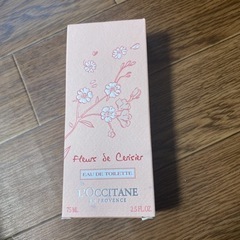 Fleurs de Cerisier
EAU DE TOILETTE
L'OCCITANE
EN PROVENCE
75 ML 2.5 FL.OZ.